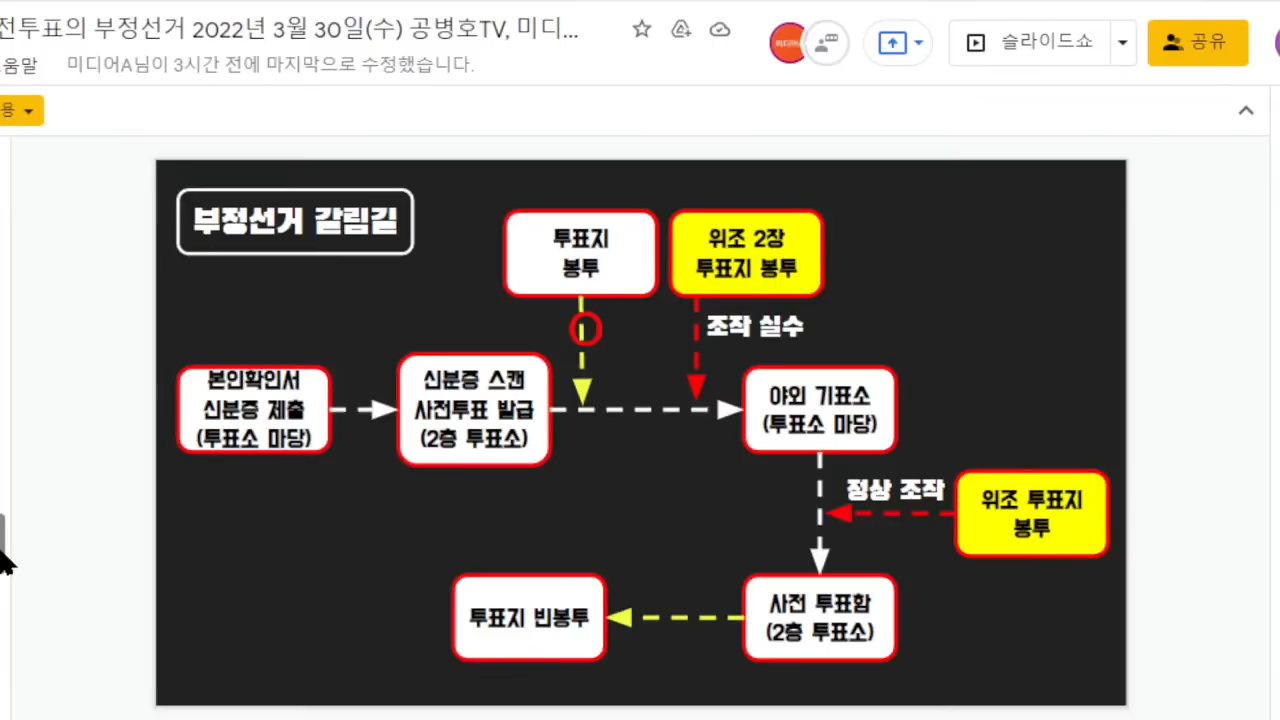 전투표의 부정선거 2022년 3월 30일(수) 공병호TV, 미디...
움말
미디어A님이 3시간 전에 마지막으로 수정했습니다.
슬라이드쇼
공유
용
부정선거 갈림길
투표지
봉투
위조 2장
투표지 봉투
조작 실수
본인확인서
신분증 제출
(투표소 마당)
신분증 스캔
사전투표 발급
(2층 투표소)
야외 기표소
(투표소 마당)
정상 조작
위조 투표지
봉투
투표지 빈봉투
사전 투표함
(2층 투표소)